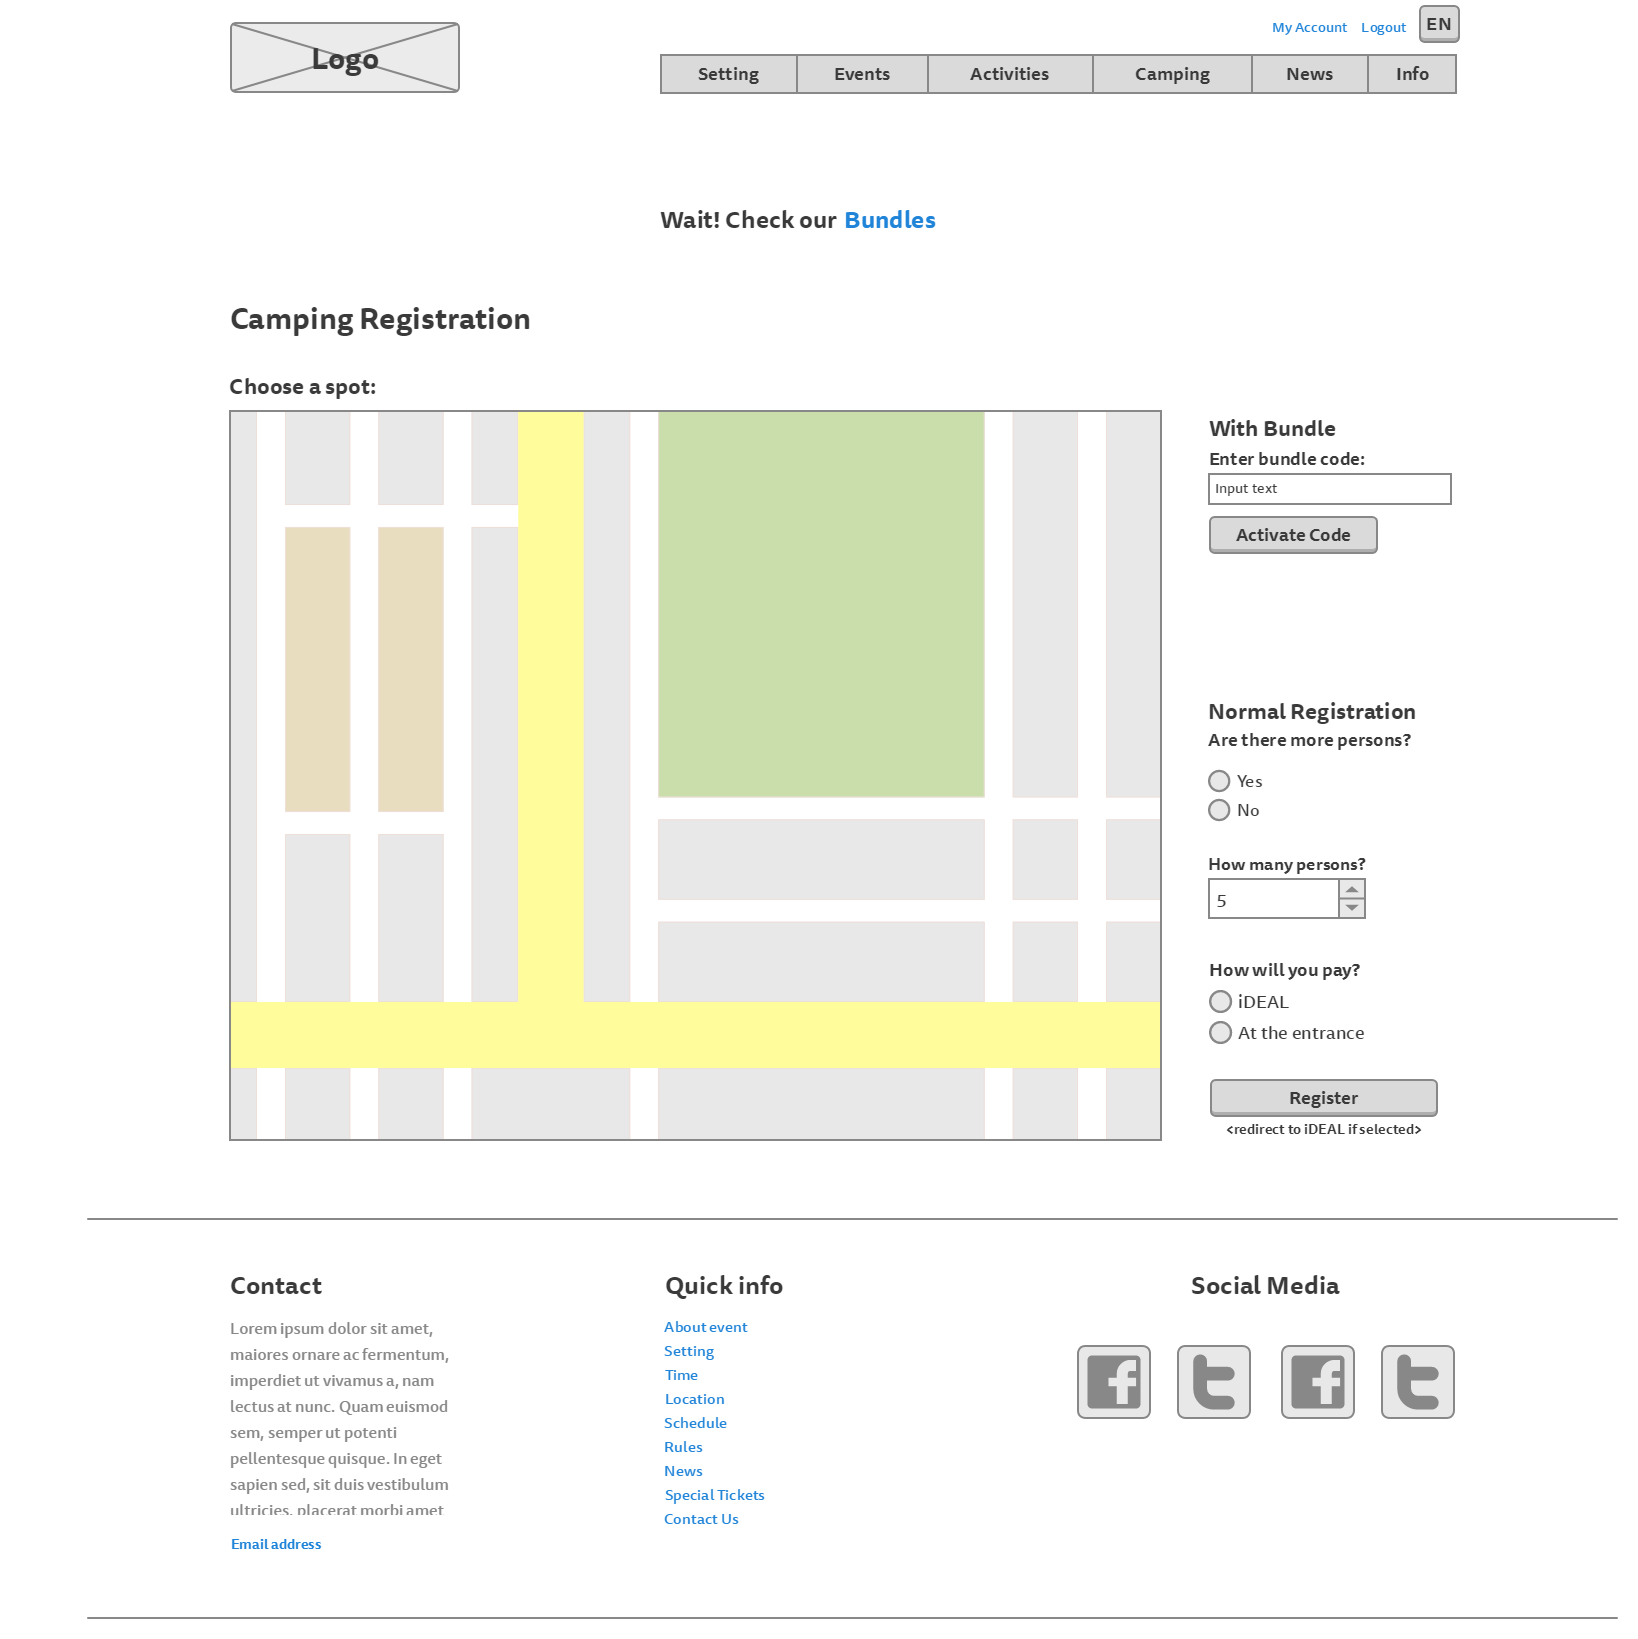 Logo
My Account
Logout
EN
Setting
Events
Activities
Camping
News
Info
Wait! Check our Bundles
Camping Registration
Choose a spot:
With Bundle
Enter bundle code:
Input text
Activate Code
Normal Registration
Are there more persons?
Yes
No
How many persons?
5
How will you pay?
iDEAL
At the entrance
Register
<redirect to iDEAL if selected>
Contact
Lorem ipsum dolor sit amet,
maiores ornare ac fermentum,
imperdiet ut vivamus a, nam
lectus at nunc. Quam euismod
sem, semper ut potenti
pellentesque quisque. In eget
sapien sed, sit duis vestibulum
ultricies, placerat morbi amet
Email address
Quick info
About event
Setting
Time
Location
Schedule
Rules
News
Special Tickets
Contact Us
Social Media